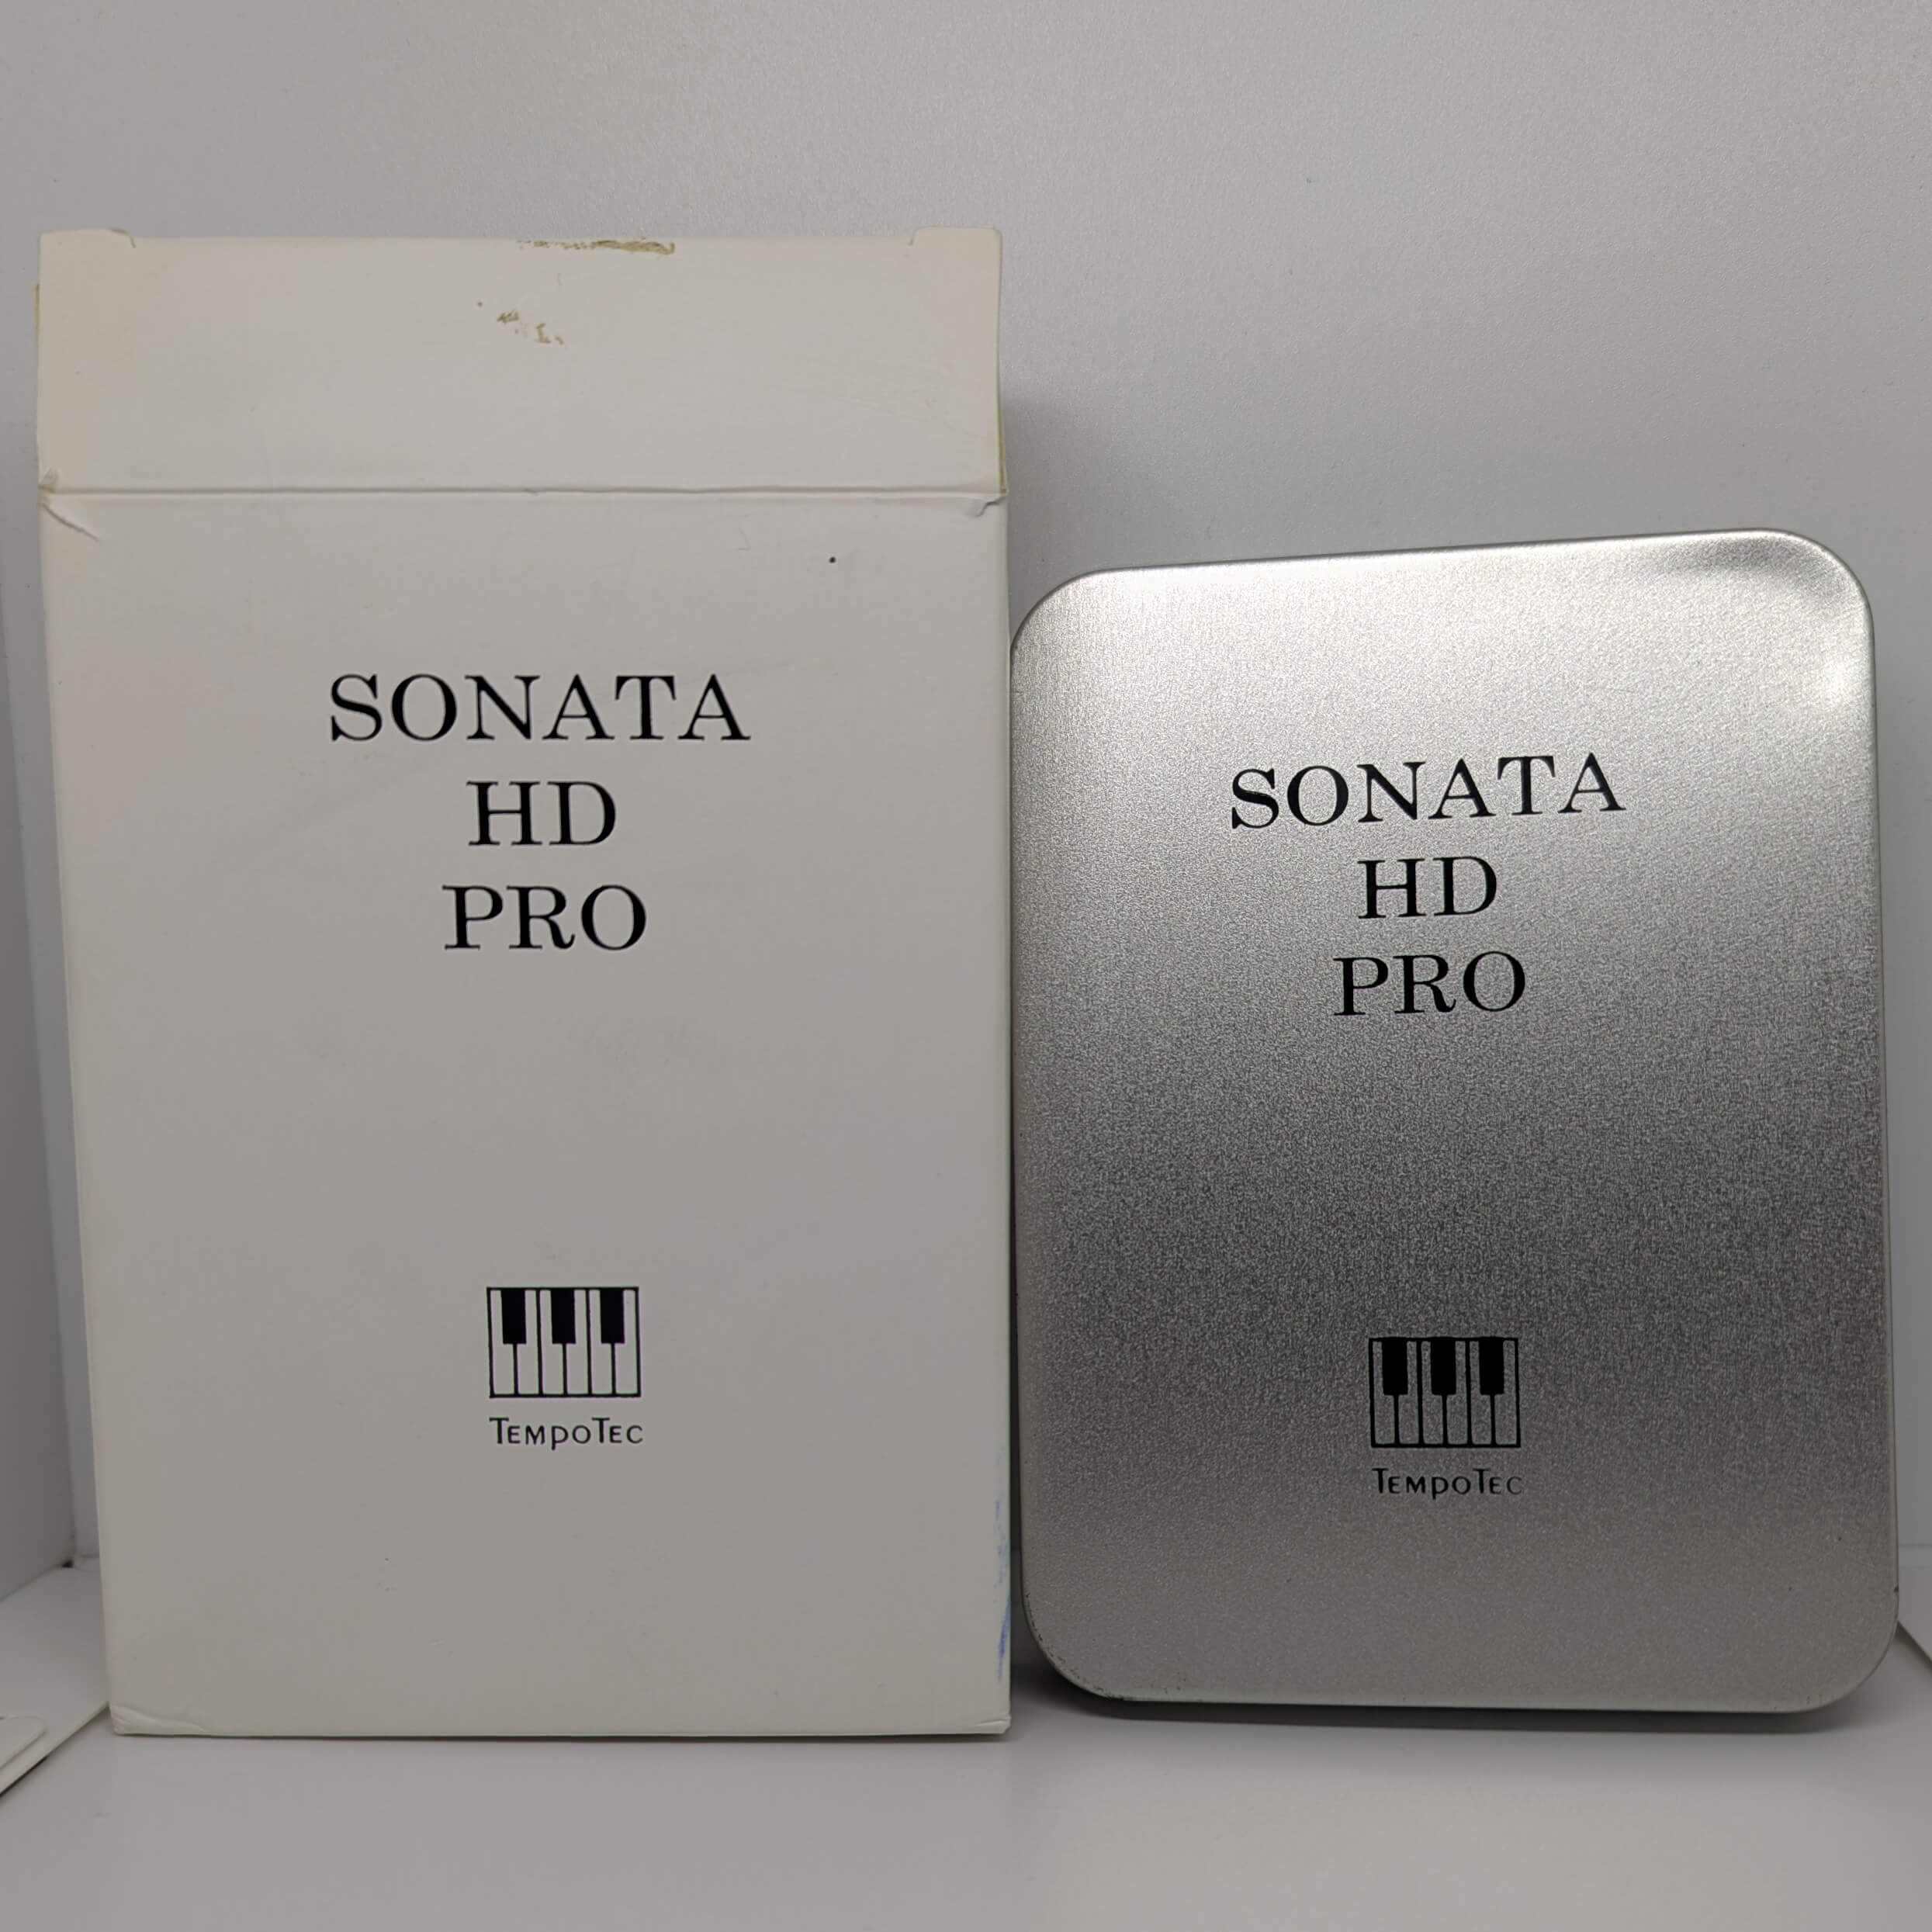 SONATA
HD
PRO
TEMPOTEC
SONATA
HD
PRO
TEMPOTEC